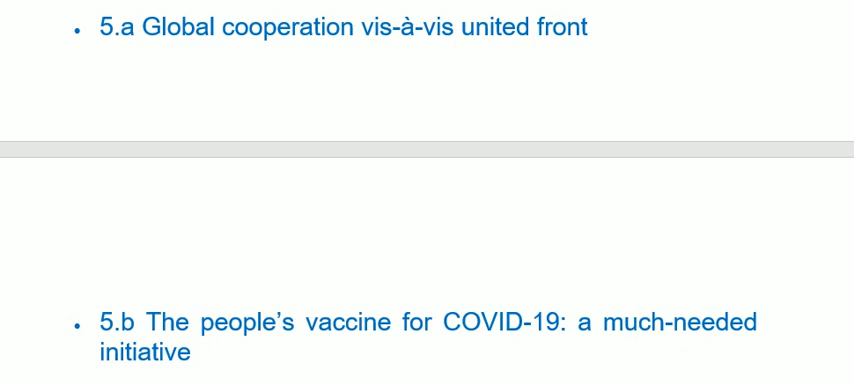 • 5.a Global cooperation vis-à-vis united front
• 5.b The people’s vaccine for COVID-19: a much-needed
initiative